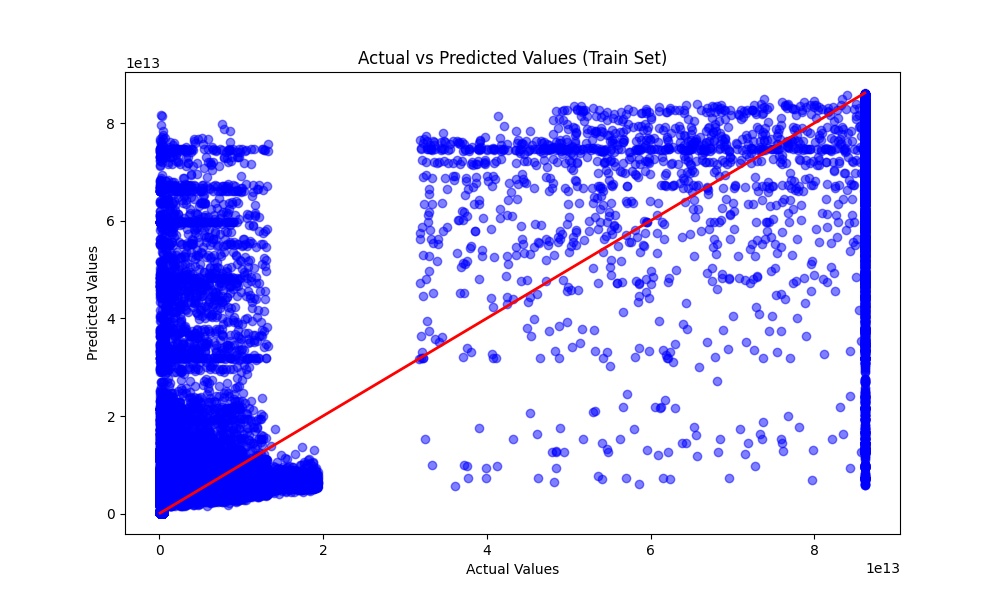 Actual vs Predicted Values (Train Set)
1e13
8
6
4
2
0
Predicted Values
0 2 4 6 8
1e13
Actual Values